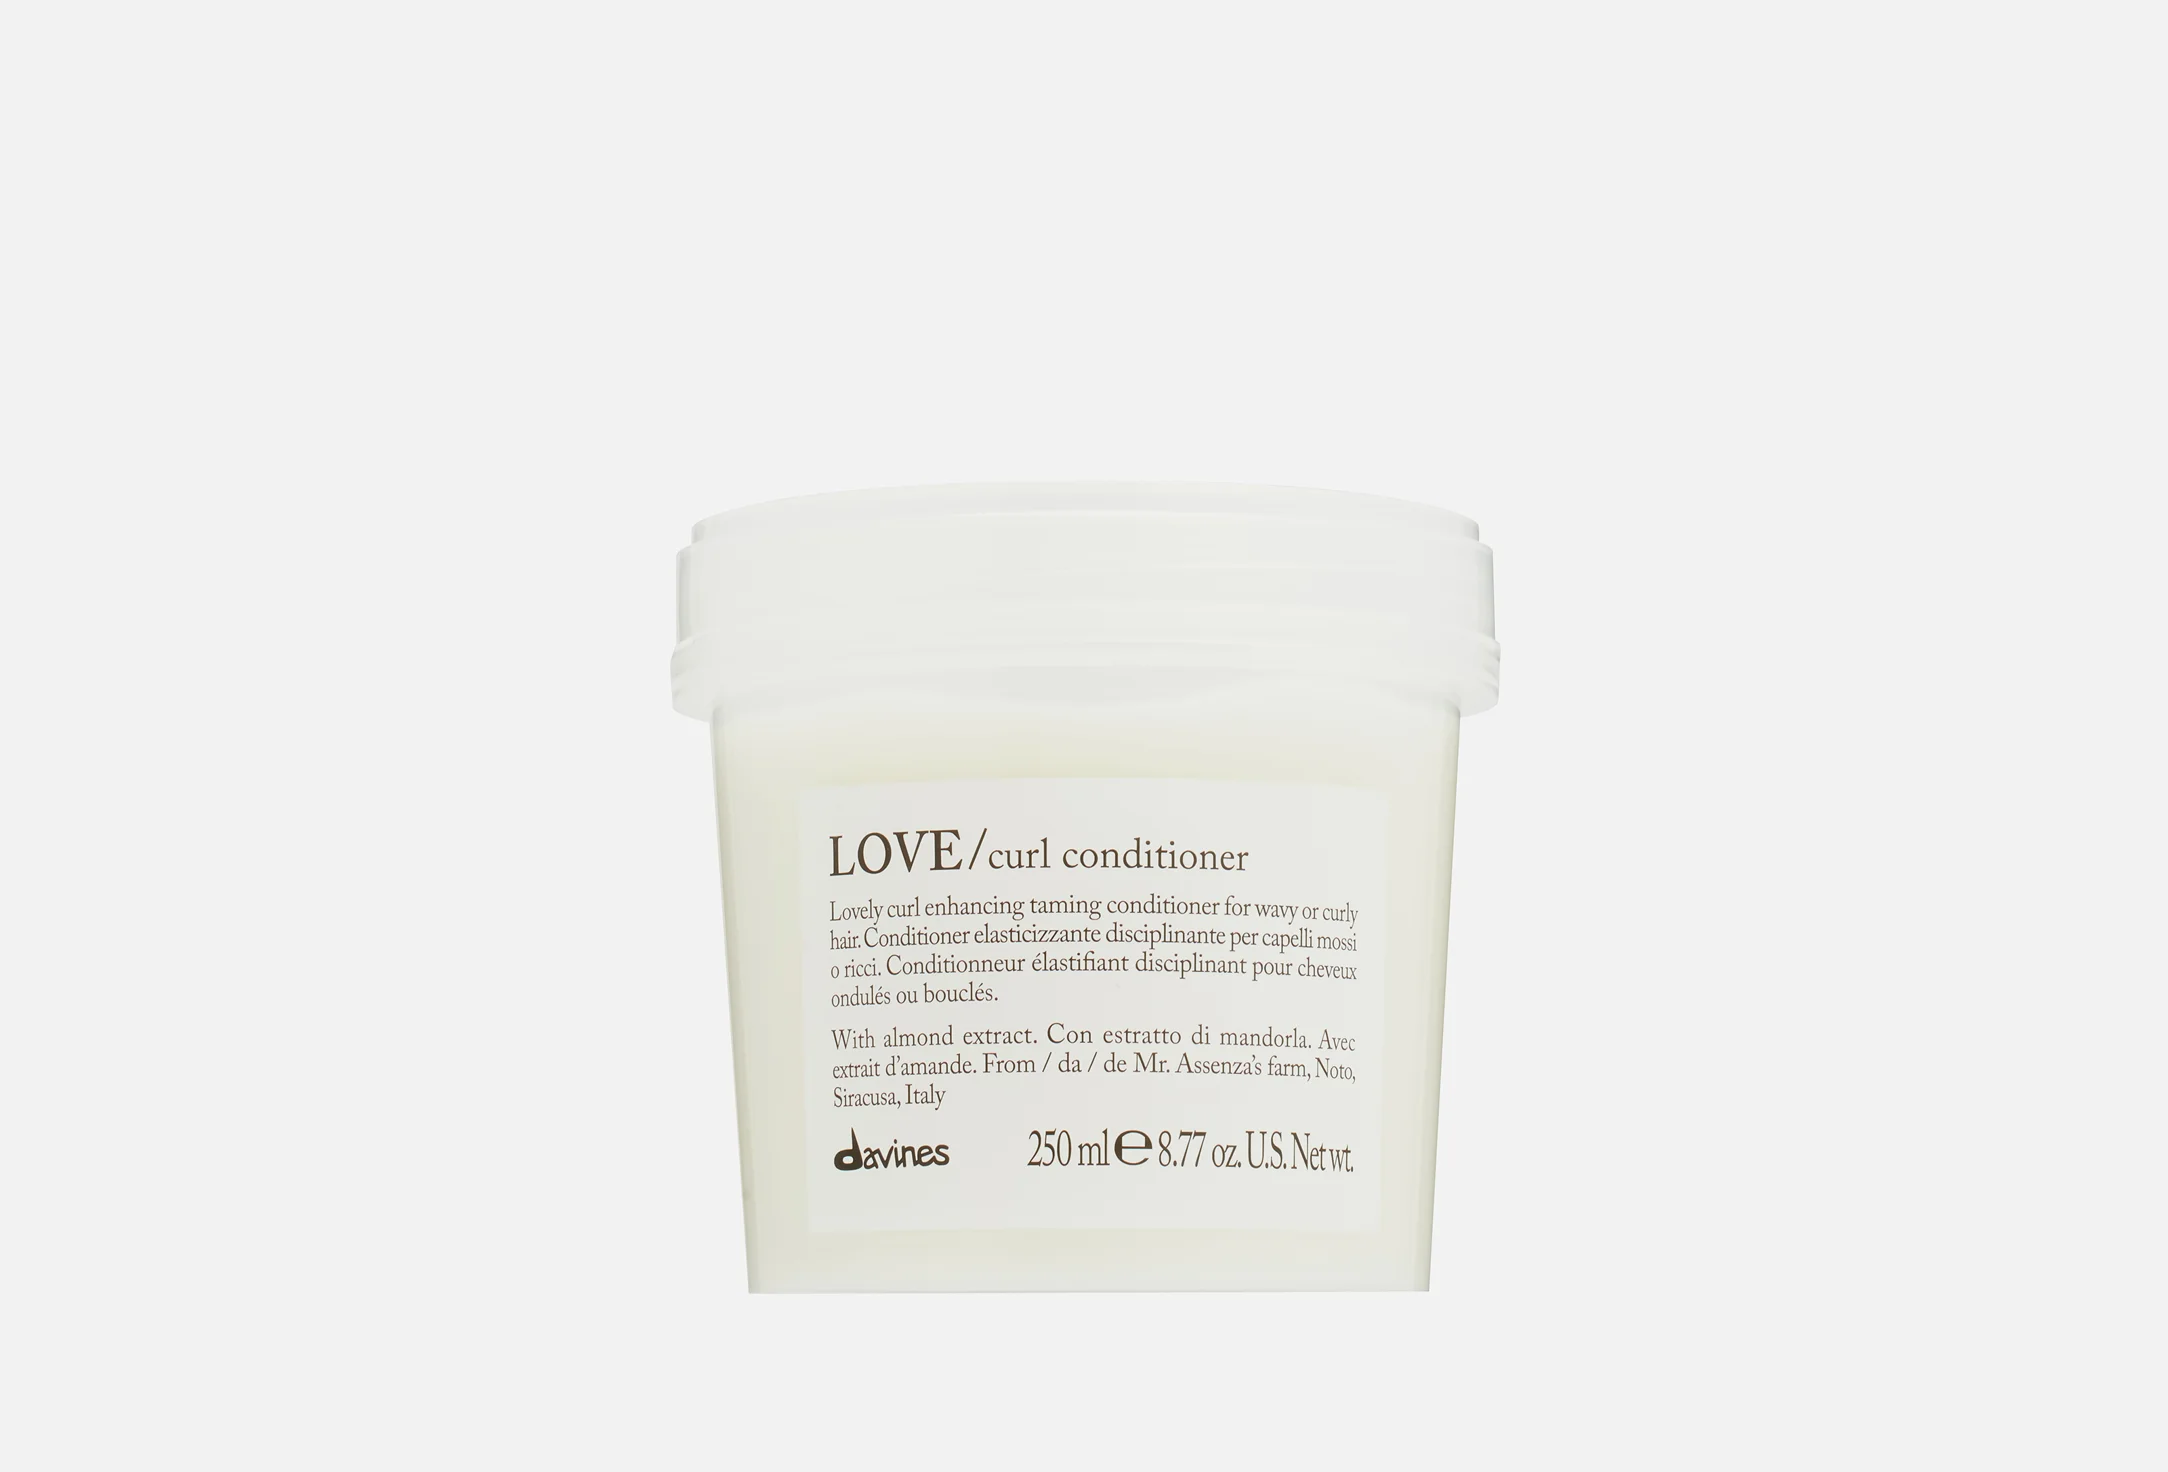 LOVE/curl conditioner
Lovely curl enhancing taming conditioner for wavy or curly
hair. Conditioner elasticizzante disciplinante per capelli mossi
o ricci. Conditionneur élastifiant disciplinant pour cheveux
ondulés ou bouclés.
With almond extract. Con estratto di mandorla. Avec
extrait d’amande. From / da / de Mr. Assenza’s farm, Noto,
Siracusa, Italy
davines 250 ml ℮ 8.77 oz. U.S. Net wt.